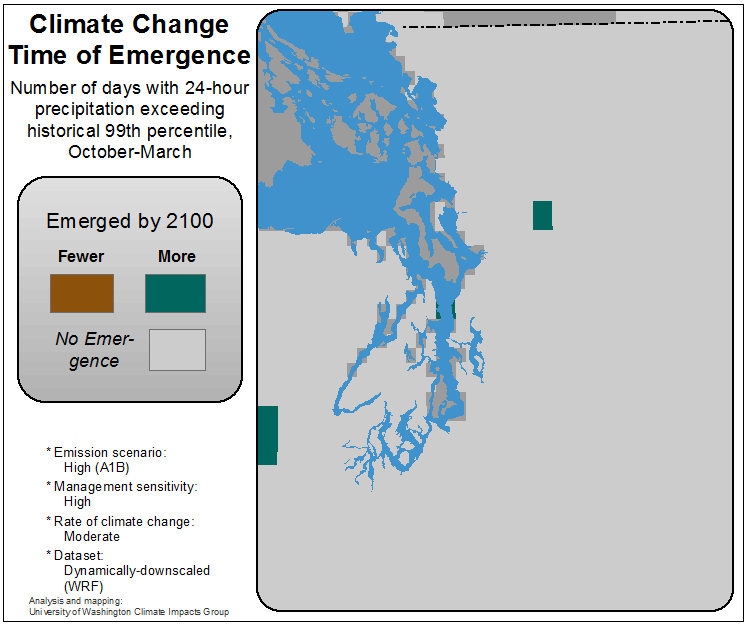 Climate Change
Time of Emergence
Number of days with 24-hour
precipitation exceeding
historical 99th percentile,
October-March
Emerged by 2100
Fewer
More
No Emer-
gence
* Emission scenario:
High (A1B)
* Management sensitivity:
High
* Rate of climate change:
Moderate
* Dataset:
Dynamically-downscaled
(WRF)
Analysis and mapping:
University of Washington Climate Impacts Group